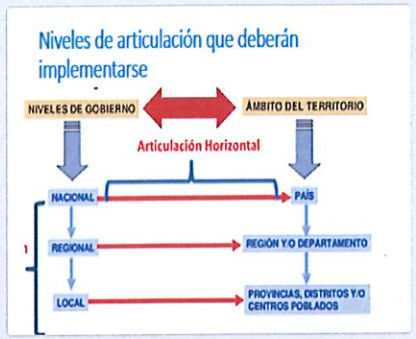 Niveles de articulación que deberán
implementarse
NIVELES DE GOBIERNO
ÁMBITO DEL TERRITORIO
Articulación Horizontal
NACIONAL
PAÍS
REGIONAL
REGIÓN Y/O DEPARTAMENTO
LOCAL
PROVINCIAS, DISTRITOS Y/O
CENTROS POBLADOS